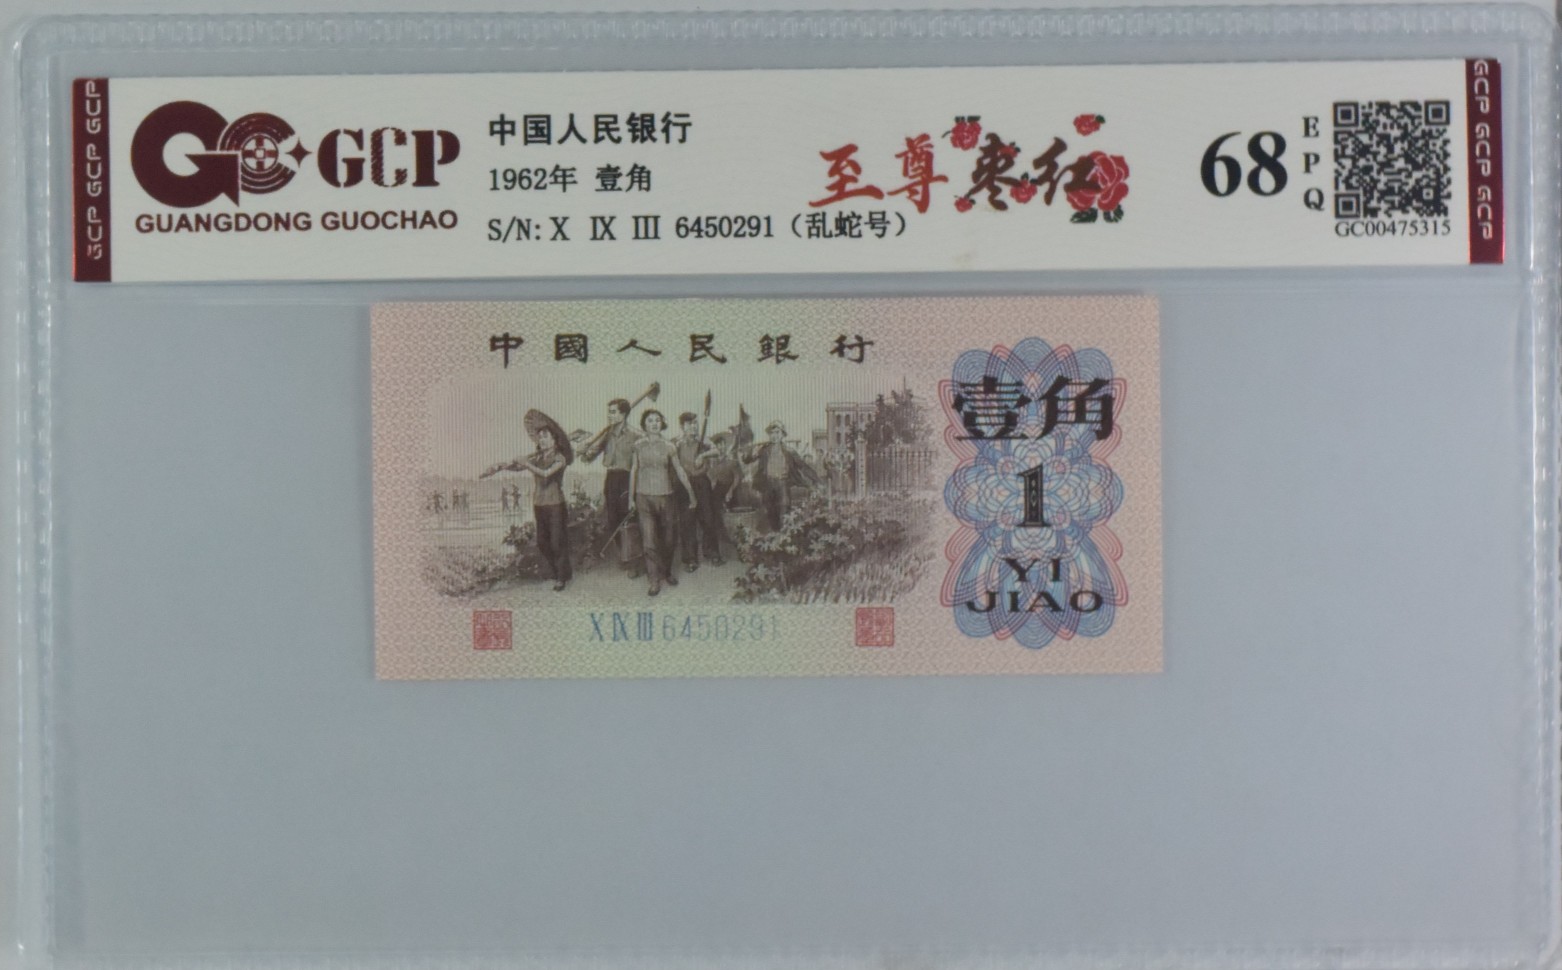 GCP GCP GCP
GCP
GUANGDONG GUOCHAO
中国人民银行
1962年 壹角
S/N: X IX III 6450291（乱蛇号）
至尊枣红
68
EPQ
GC00475315
GCP GCP GCP
中國人民銀行
壹角
1
YI
JIAO
X IX III 6450291